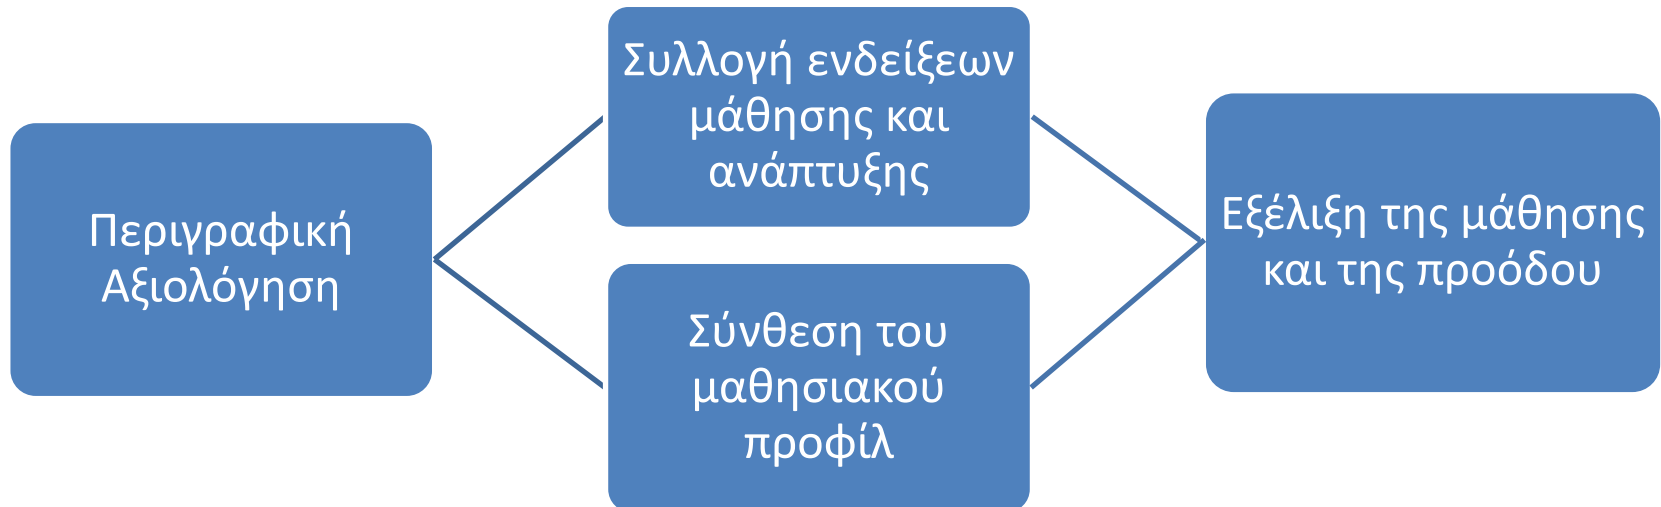 Περιγραφική
Αξιολόγηση
Συλλογή ενδείξεων
μάθησης και
ανάπτυξης
Σύνθεση του
μαθησιακού
προφίλ
Εξέλιξη της μάθησης
και της προόδου